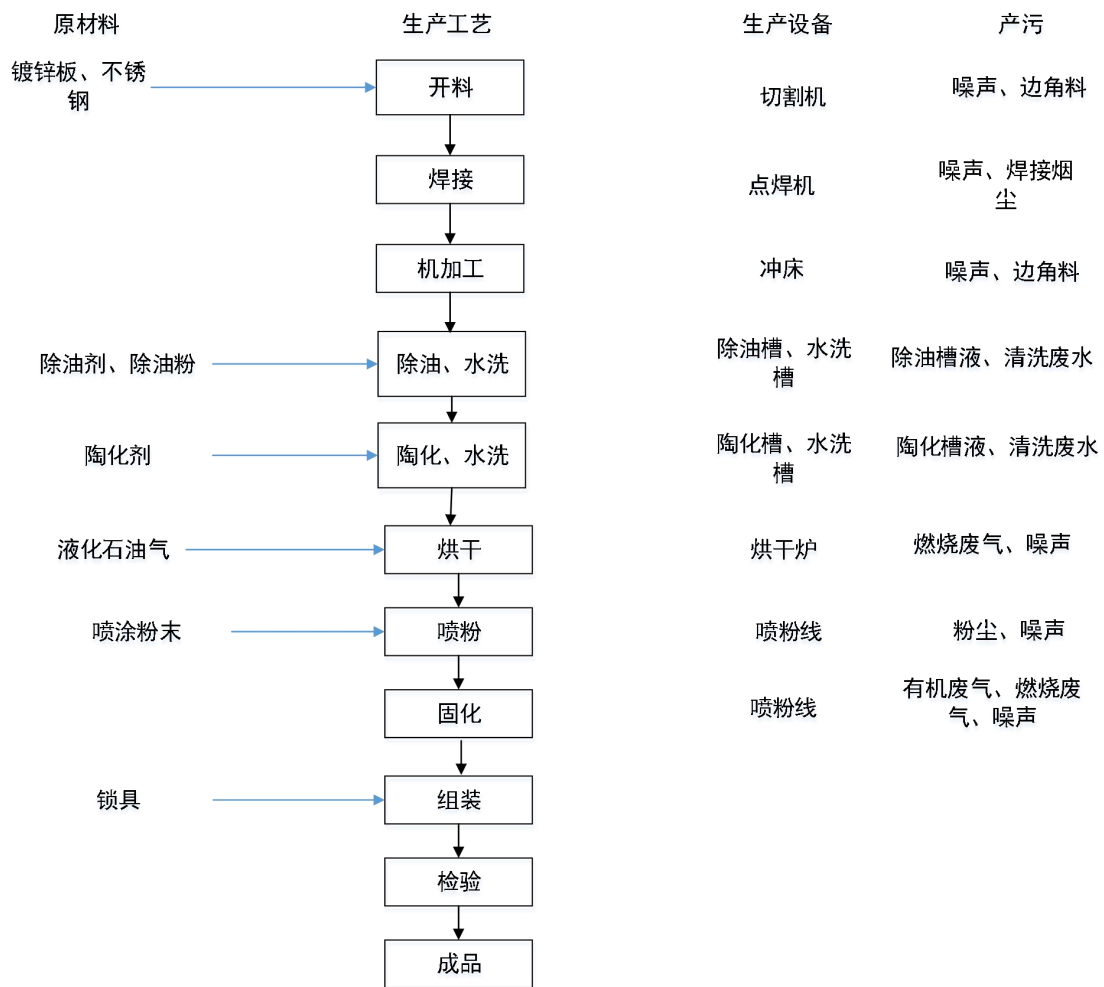 原材料
生产工艺
生产设备
产污
镀锌板、不锈
钢
开料
切割机
噪声、边角料
焊接
点焊机
噪声、焊接烟
尘
机加工
冲床
噪声、边角料
除油剂、除油粉
除油、水洗
除油槽、水洗
槽
除油槽液、清洗废水
陶化剂
陶化、水洗
陶化槽、水洗
槽
陶化槽液、清洗废水
液化石油气
烘干
烘干炉
燃烧废气、噪声
喷涂粉末
喷粉
喷粉线
粉尘、噪声
固化
喷粉线
有机废气、燃烧废
气、噪声
锁具
组装
检验
成品